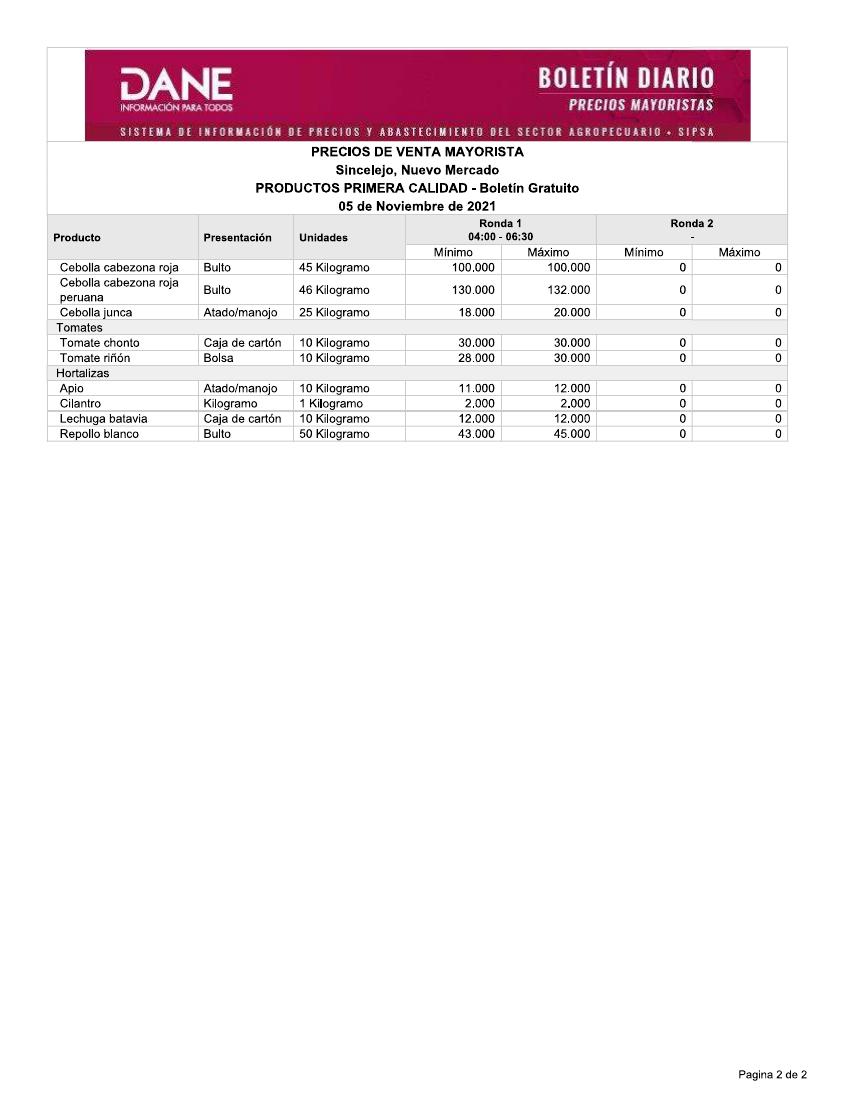 DANE
INFORMACIÓN PARA TODOS
BOLETÍN DIARIO
PRECIOS MAYORISTAS
SISTEMA DE INFORMACIÓN DE PRECIOS Y ABASTECIMIENTO DEL SECTOR AGROPECUARIO • SIPSA
PRECIOS DE VENTA MAYORISTA
Sincelejo, Nuevo Mercado
PRODUCTOS PRIMERA CALIDAD - Boletín Gratuito
05 de Noviembre de 2021
Producto Presentación Unidades Ronda 1 Ronda 2
04:00 - 06:30 -
Mínimo Máximo Mínimo Máximo
Cebolla cabezona roja Bulto 45 Kilogramo 100.000 100.000 0 0
Cebolla cabezona roja
peruana Bulto 46 Kilogramo 130.000 132.000 0 0
Cebolla junca Atado/manojo 25 Kilogramo 18.000 20.000 0 0
Tomates
Tomate chonto Caja de cartón 10 Kilogramo 30.000 30.000 0 0
Tomate riñón Bolsa 10 Kilogramo 28.000 30.000 0 0
Hortalizas
Apio Atado/manojo 10 Kilogramo 11.000 12.000 0 0
Cilantro Kilogramo 1 Kilogramo 2.000 2.000 0 0
Lechuga batavia Caja de cartón 10 Kilogramo 12.000 12.000 0 0
Repollo blanco Bulto 50 Kilogramo 43.000 45.000 0 0
Pagina 2 de 2